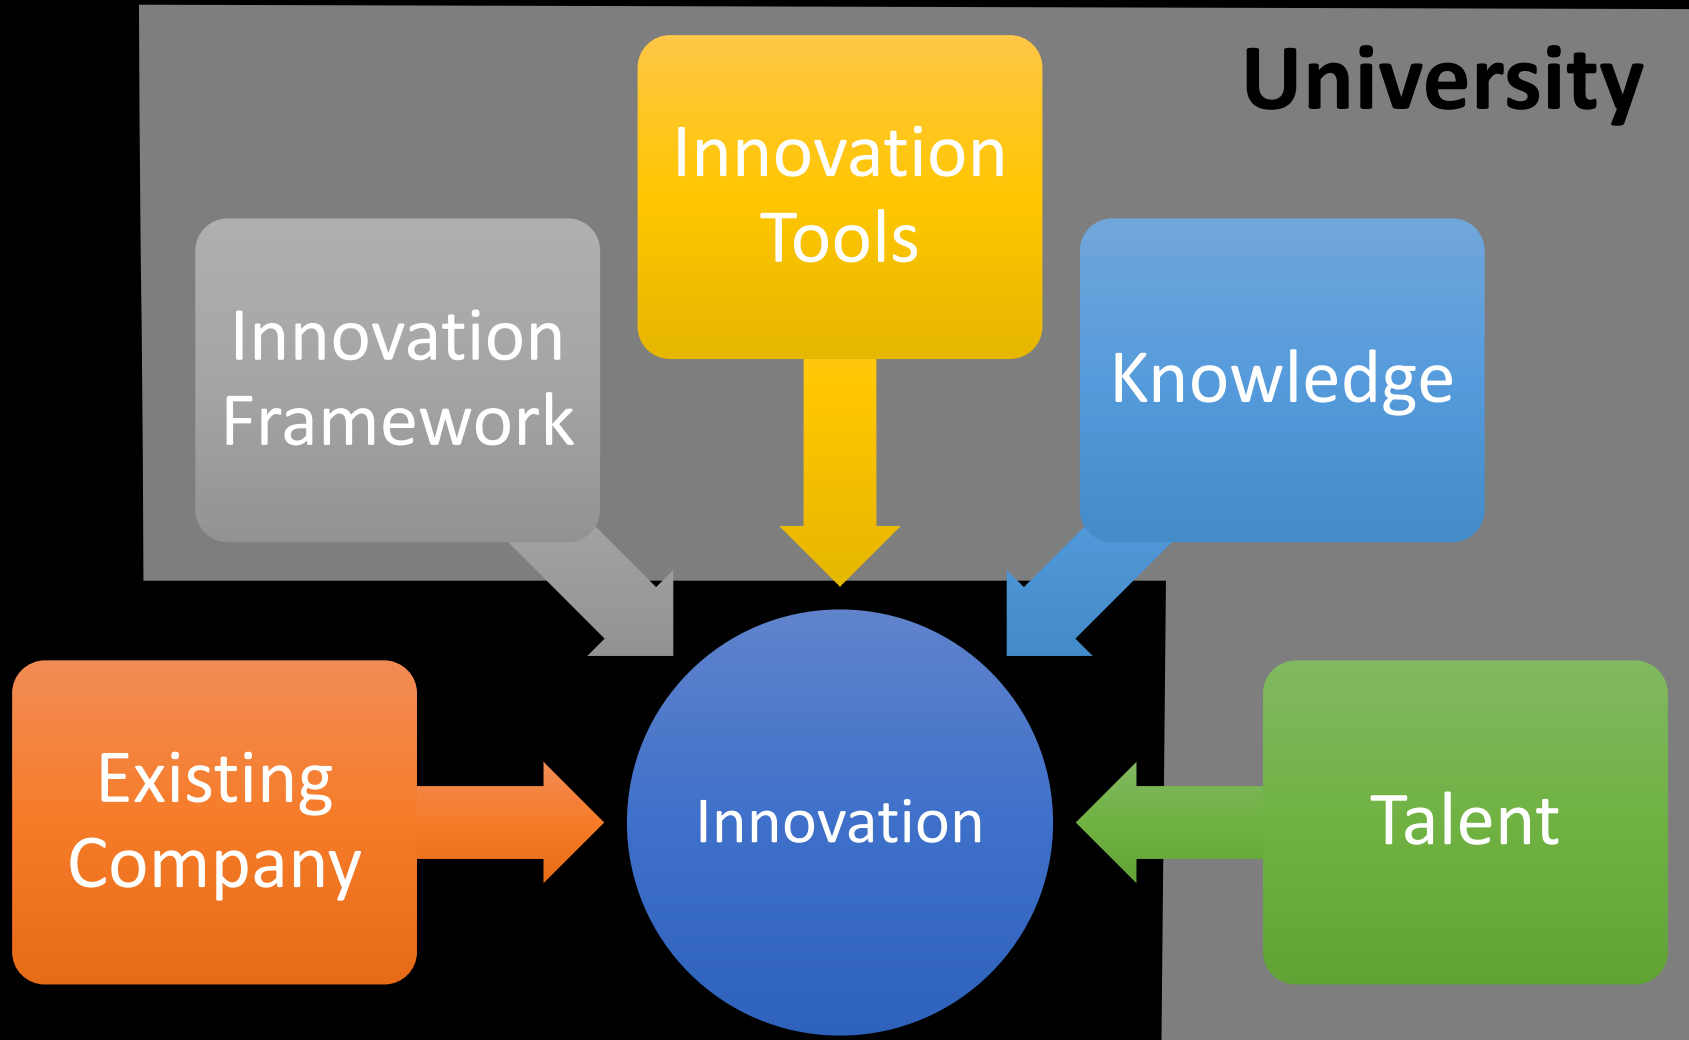 University
Innovation
Tools
Innovation
Framework
Knowledge
Existing
Company
Innovation
Talent